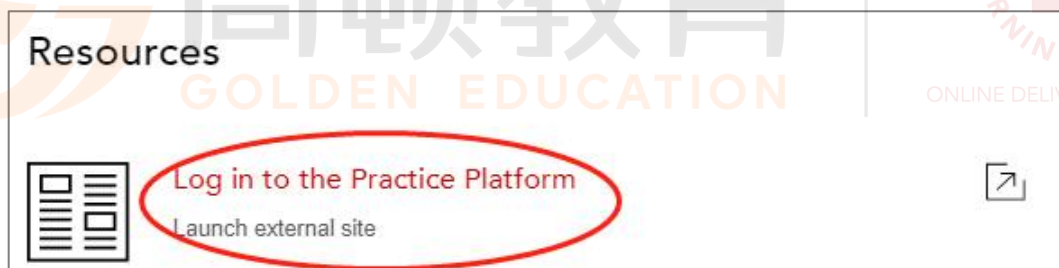 高顿教育
GOLDEN EDUCATION
ONLINE DELIV
Resources
Log in to the Practice Platform
Launch external site